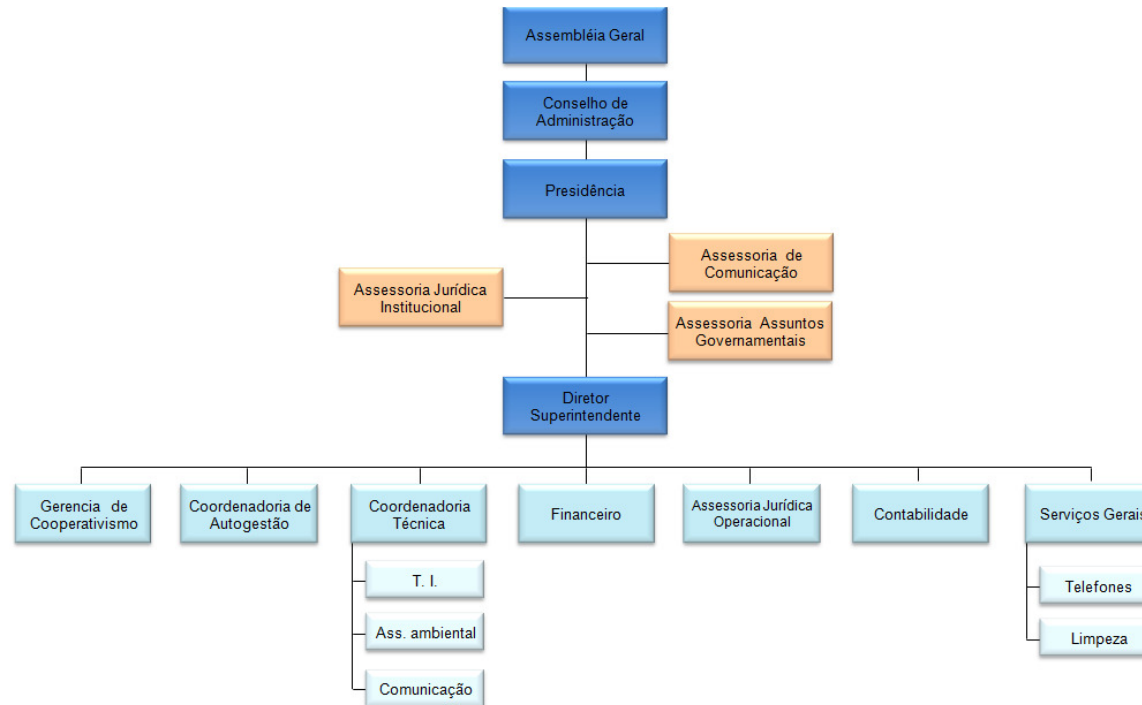 Assembléia Geral
Conselho de
Administração
Presidência
Assessoria de
Comunicação
Assessoria Jurídica
Institucional
Assessoria Assuntos
Governamentais
Diretor
Superintendente
Gerencia de
Cooperativismo
Coordenadoria de
Autogestão
Coordenadoria
Técnica
Financeiro
Assessoria Jurídica
Operacional
Contabilidade
Serviços Gerais
T. I.
Ass. ambiental
Comunicação
Telefones
Limpeza